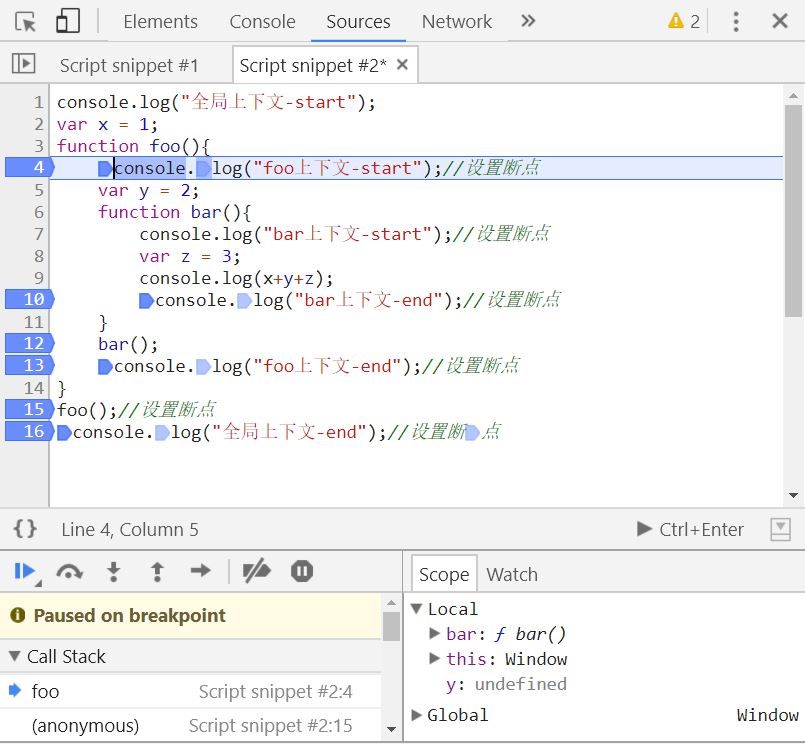 Elements Console Sources Network » 2
Script snippet #1 Script snippet #2* ×
1 console.log("全局上下文-start");
2 var x = 1;
3 function foo(){
4 console.log("foo上下文-start");//设置断点
5 var y = 2;
6 function bar(){
7 console.log("bar上下文-start");//设置断点
8 var z = 3;
9 console.log(x+y+z);
10 console.log("bar上下文-end");//设置断点
11 }
12 bar();
13 console.log("foo上下文-end");//设置断点
14 }
15 foo();//设置断点
16 console.log("全局上下文-end");//设置断点
{} Line 4, Column 5 Ctrl+Enter
Scope Watch
Paused on breakpoint
Call Stack
foo Script snippet #2:4
(anonymous) Script snippet #2:15
Local
bar: ƒ bar()
this: Window
y: undefined
Global Window